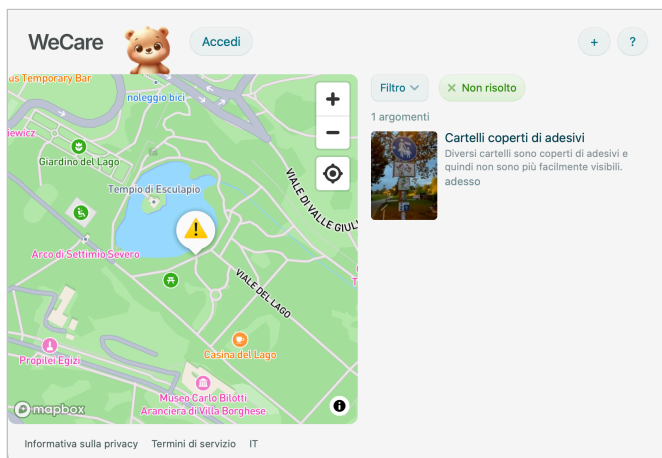 WeCare
Accedi
+
?
us Temporary Bar
noleggio bici
iewicz
Giardino del Lago
Tempio di Esculapio
VIALE DI VALLE GIUL
Arco di Settimio Severo
VIALE DEL LAGO
Casina del Lago
Propilei Egizi
Museo Carlo Bilotti
Aranciera di Villa Borghese
mapbox
Filtro
Non risolto
1 argomenti
Cartelli coperti di adesivi
Diversi cartelli sono coperti di adesivi e
quindi non sono più facilmente visibili.
adesso
Informativa sulla privacy Termini di servizio IT